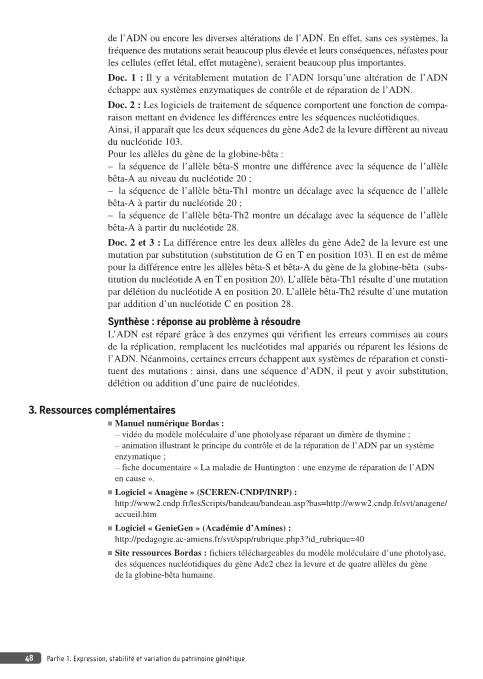 de l'ADN ou encore les diverses altérations de l'ADN. En effet, sans ces systèmes, la
fréquence des mutations serait beaucoup plus élevée et leurs conséquences, néfastes pour
les cellules (effet létal, effet mutagène), seraient beaucoup plus importantes.
Doc. 1 : Il y a véritablement mutation de l'ADN lorsqu'une altération de l'ADN
échappe aux systèmes enzymatiques de contrôle et de réparation de l'ADN.
Doc. 2 : Les logiciels de traitement de séquence comportent une fonction de compa-
raison mettant en évidence les différences entre les séquences nucléotidiques.
Ainsi, il apparaît que les deux séquences du gène Ade2 de la levure diffèrent au niveau
du nucléotide 103.
Pour les allèles du gène de la globine-bêta :
– la séquence de l'allèle bêta-S montre une différence avec la séquence de l'allèle
bêta-A au niveau du nucléotide 20 ;
– la séquence de l'allèle bêta-Th1 montre un décalage avec la séquence de l'allèle
bêta-A à partir du nucléotide 20 ;
– la séquence de l'allèle bêta-Th2 montre un décalage avec la séquence de l'allèle
bêta-A à partir du nucléotide 28.
Doc. 2 et 3 : La différence entre les deux allèles du gène Ade2 de la levure est une
mutation par substitution (substitution de G en T en position 103). Il en est de même
pour la différence entre les allèles bêta-S et bêta-A du gène de la globine-bêta (subs-
titution du nucléotide A en T en position 20). L'allèle bêta-Th1 résulte d'une mutation
par délétion du nucléotide A en position 20. L'allèle bêta-Th2 résulte d'une mutation
par addition d'un nucléotide C en position 28.
Synthèse : réponse au problème à résoudre
L'ADN est réparé grâce à des enzymes qui vérifient les erreurs commises au cours
de la réplication, remplacent les nucléotides mal appariés ou réparent les lésions de
l'ADN. Néanmoins, certaines erreurs échappent aux systèmes de réparation et consti-
tuent des mutations : ainsi, dans une séquence d'ADN, il peut y avoir substitution,
délétion ou addition d'une paire de nucléotides.
3. Ressources complémentaires
■ Manuel numérique Bordas :
– vidéo du modèle moléculaire d'une photolyase réparant un dimère de thymine ;
– animation illustrant le principe du contrôle et de la réparation de l'ADN par un système
enzymatique ;
– fiche documentaire « La maladie de Huntington : une enzyme de réparation de l'ADN
en cause ».
■ Logiciel « Anagène » (SCEREN-CNDP/INRP) :
http://www2.cndp.fr/lesScripts/bandeau/bandeau.asp?bas=http://www2.cndp.fr/svt/anagene/
accueil.htm
■ Logiciel « GenieGen » (Académie d'Amiens) :
http://pedagogie.ac-amiens.fr/svt/spip/rubrique.php3?id_rubrique=40
■ Site ressources Bordas : fichiers téléchargeables du modèle moléculaire d'une photolyase,
des séquences nucléotidiques du gène Ade2 chez la levure et de quatre allèles du gène
de la globine-bêta humaine.
48 Partie 1. Expression, stabilité et variation du patrimoine génétique